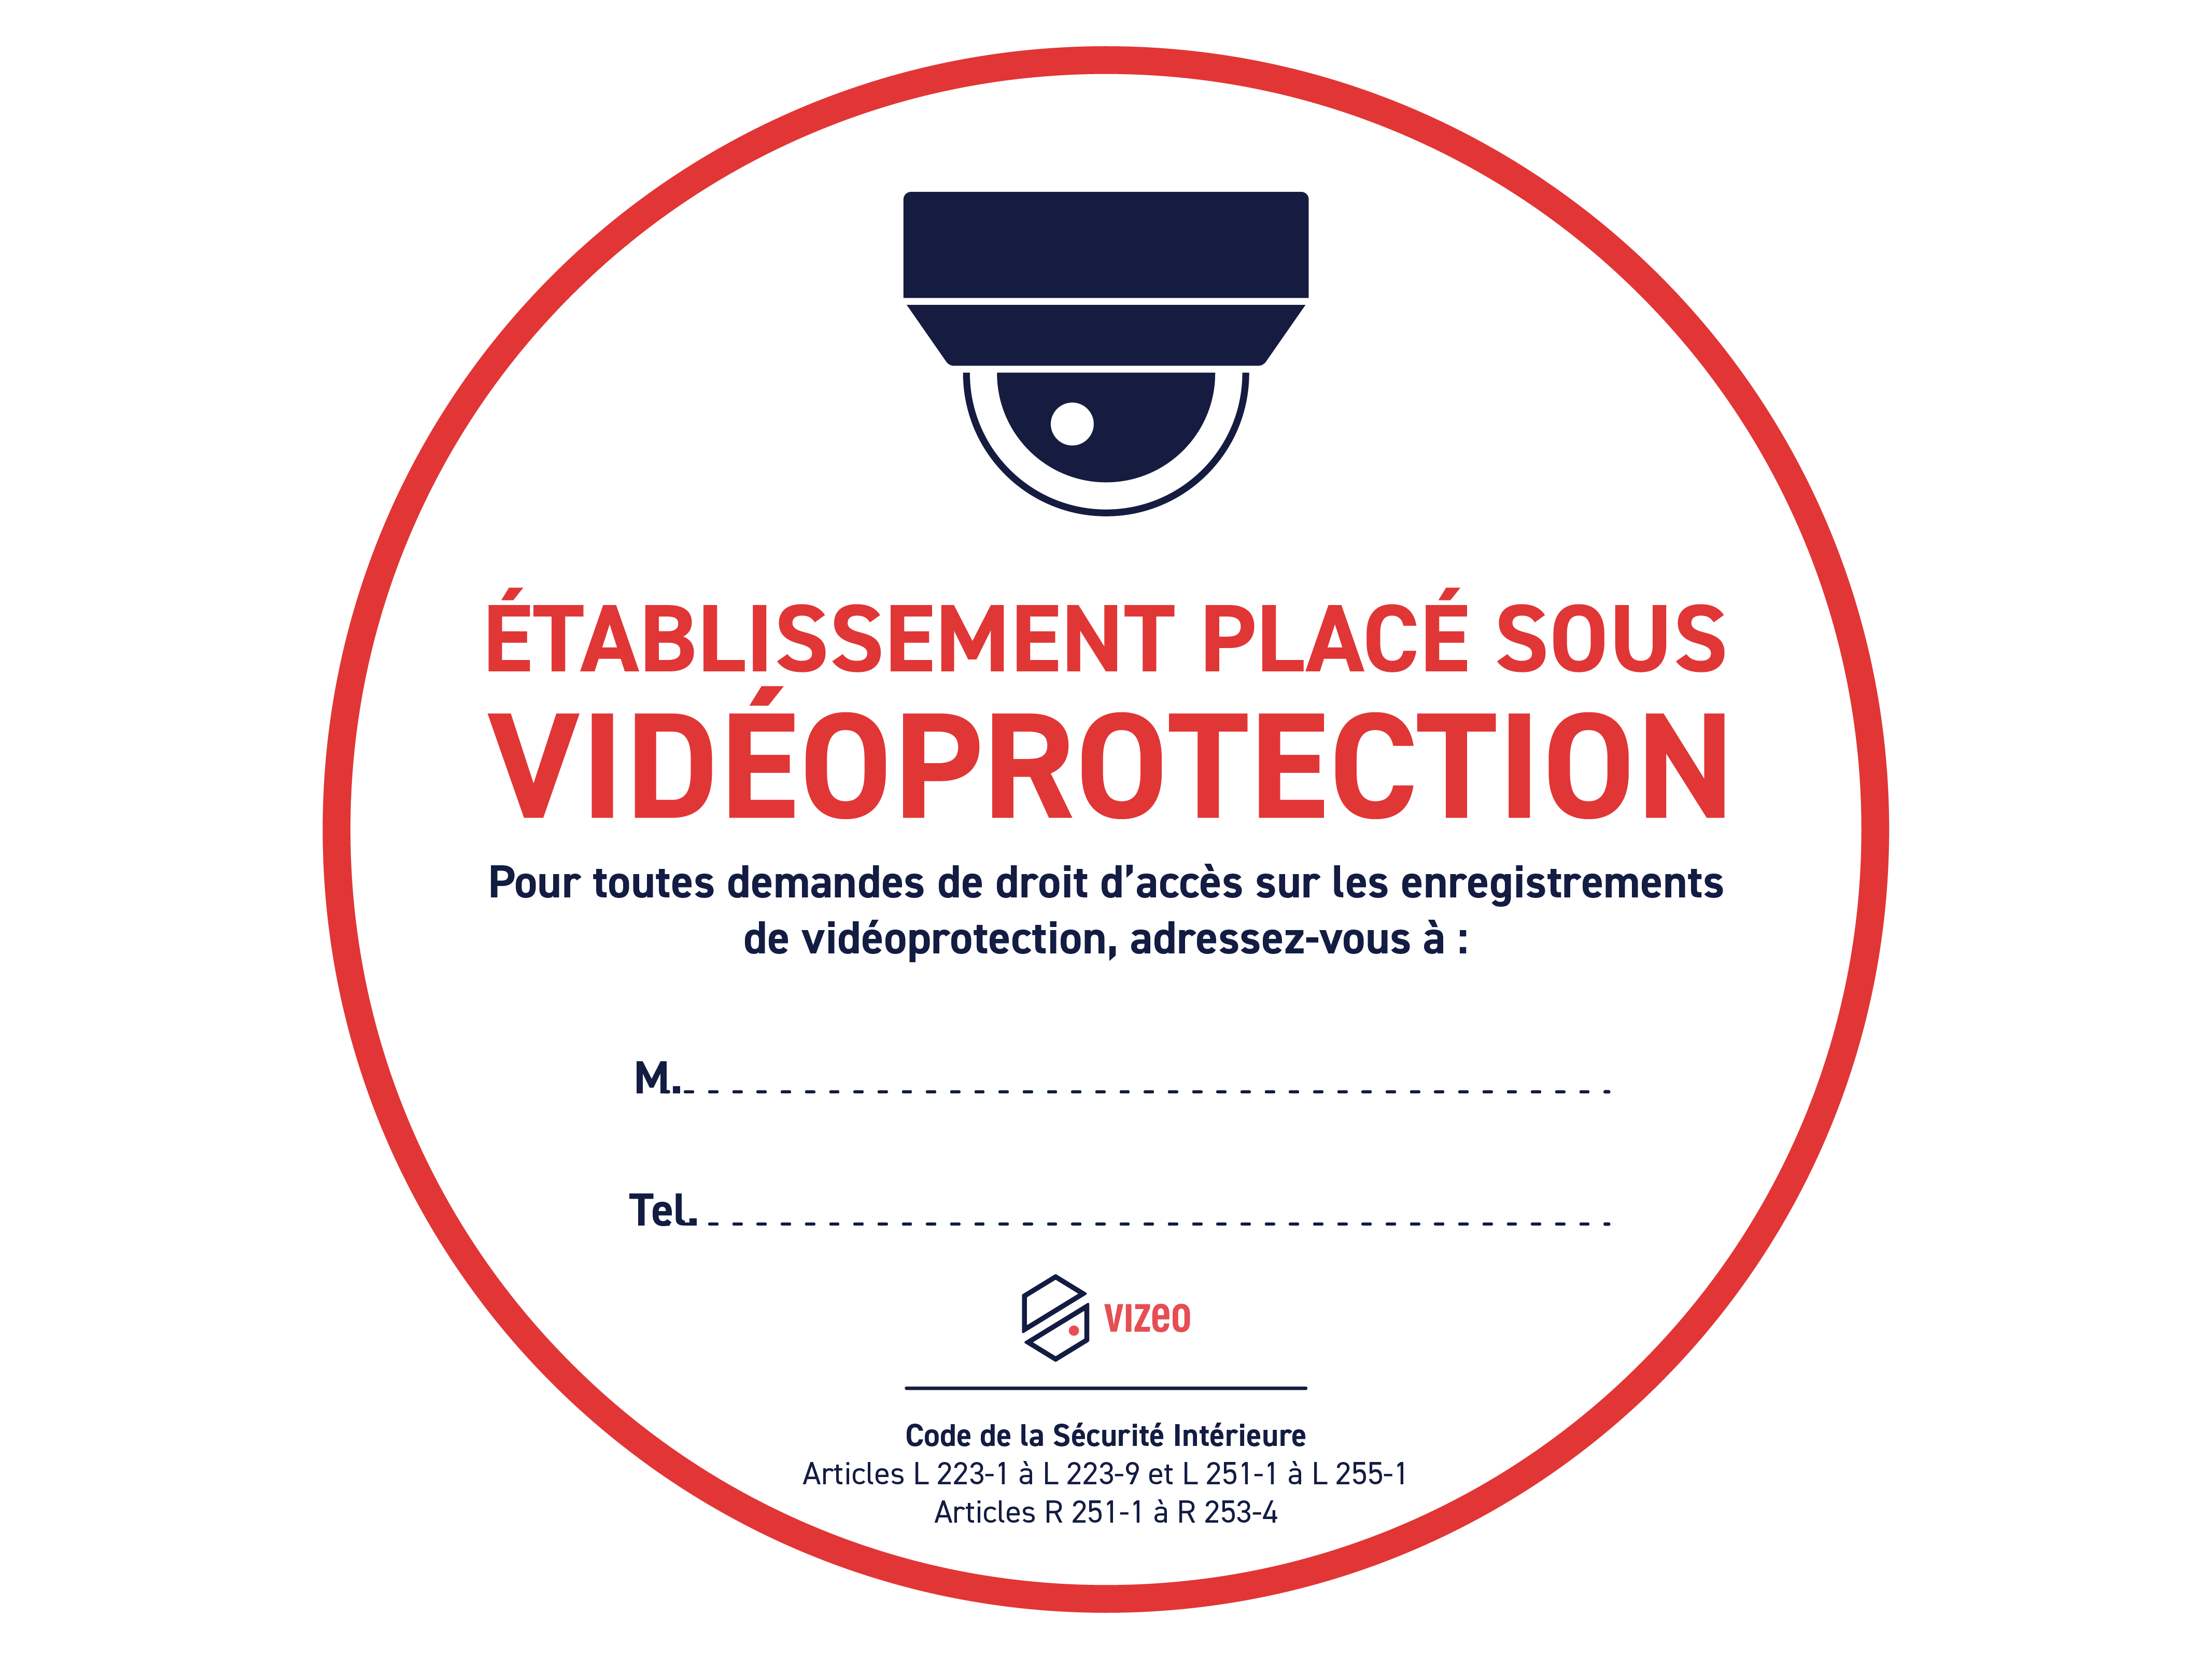 ÉTABLISSEMENT PLACÉ SOUS
VIDÉOPROTECTION
Pour toutes demandes de droit d’accès sur les enregistrements
de vidéoprotection, adressez-vous à :
M.
Tel.
vizeo
Code de la Sécurité Intérieure
Articles L 223-1 à L 223-9 et L 251-1 à L 255-1
Articles R 251-1 à R 253-4